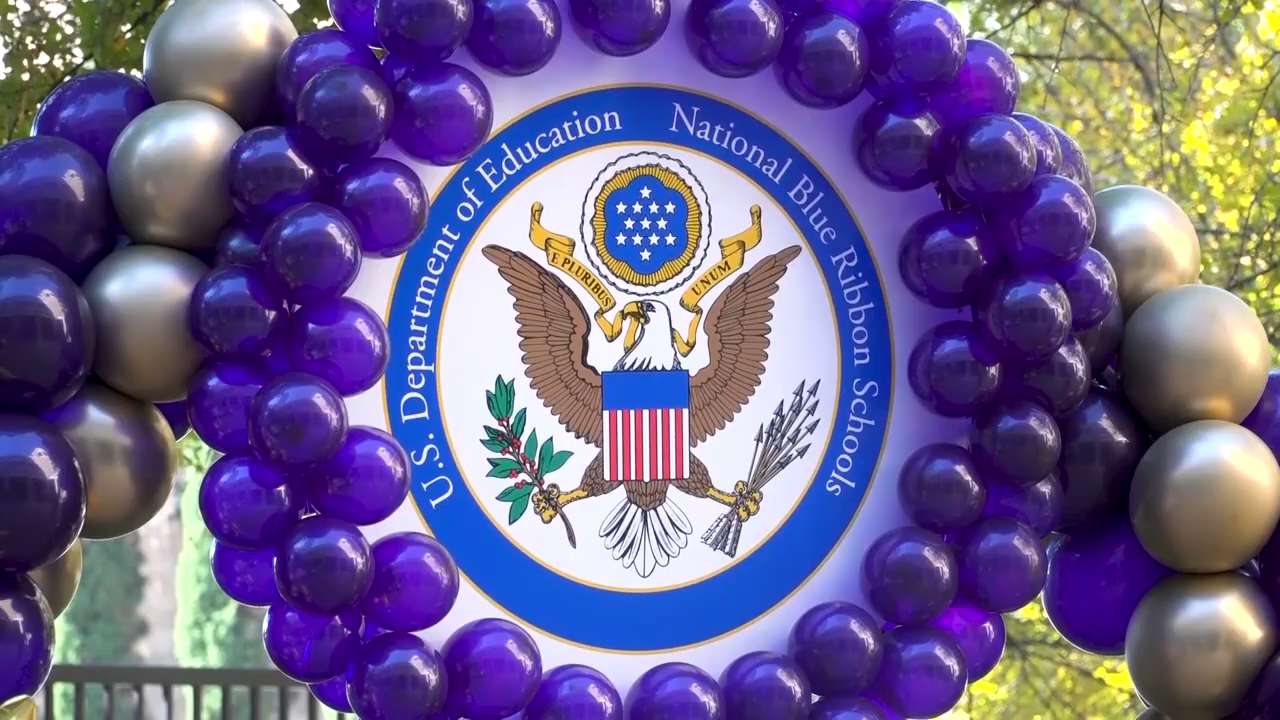 U.S. Department of Education
National Blue Ribbon Schools
E PLURIBUS
UNUM